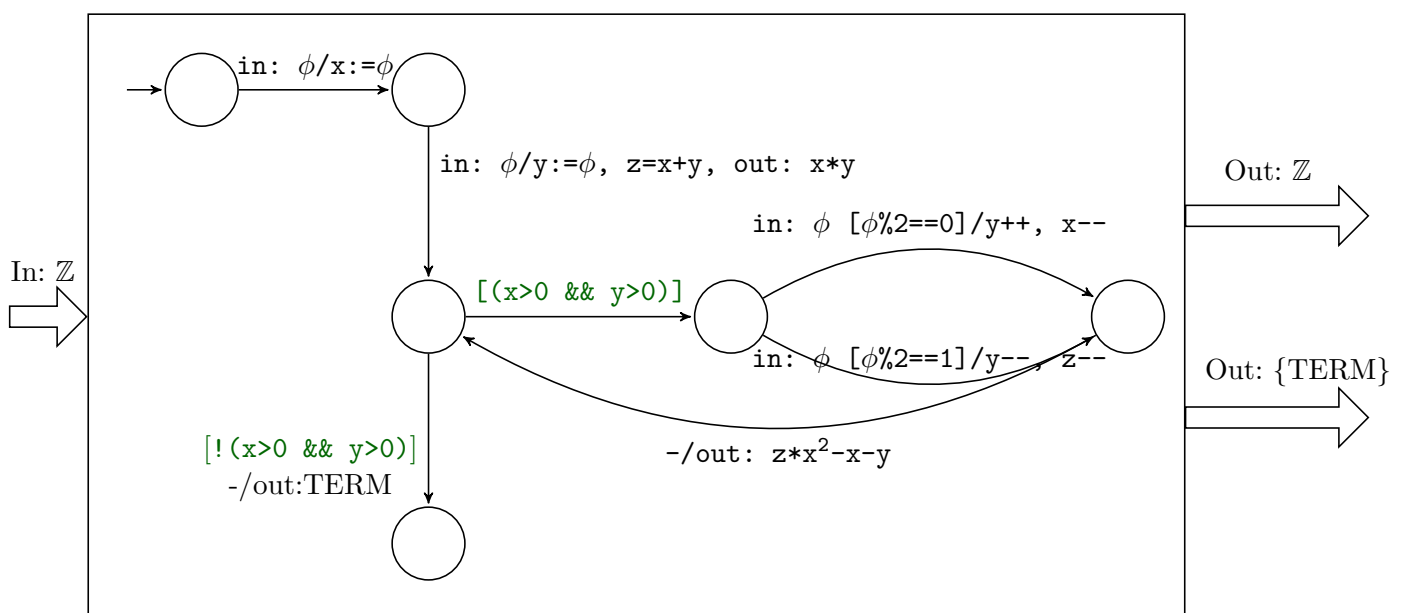 in: ϕ/x:=ϕ
in: ϕ/y:=ϕ, z=x+y, out: x*y
Out: ℤ
in: ϕ [ϕ%2==0]/y++, x--
In: ℤ
[(x>0 && y>0)]
in: ϕ [ϕ%2==1]/y--, z--
Out: {TERM}
[!(x>0 && y>0)]
-/out:TERM
-/out: z*x²-x-y